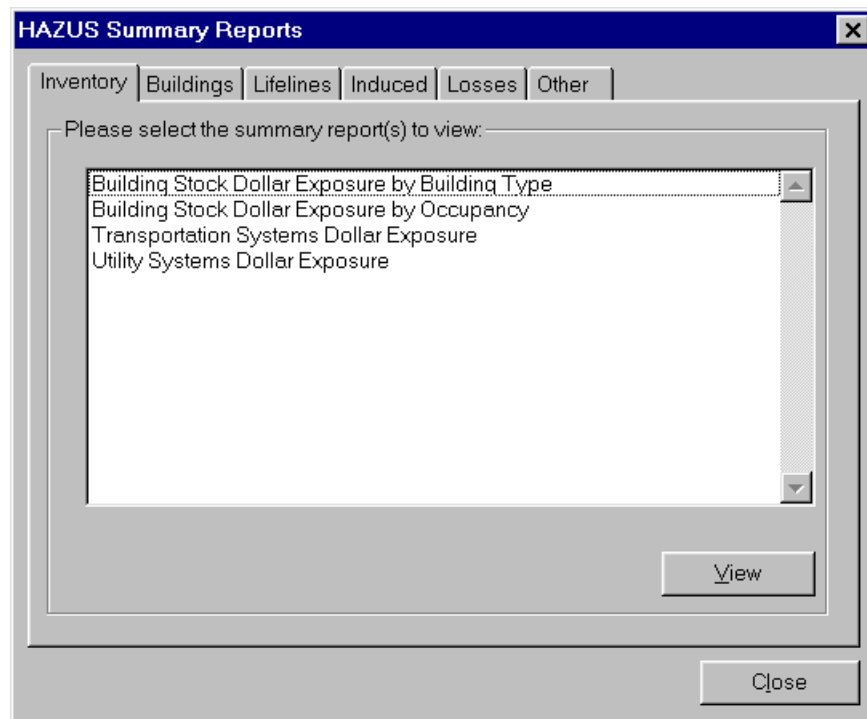 HAZUS Summary Reports
Inventory Buildings Lifelines Induced Losses Other
Please select the summary report(s) to view:
Building Stock Dollar Exposure by Building Type
Building Stock Dollar Exposure by Occupancy
Transportation Systems Dollar Exposure
Utility Systems Dollar Exposure
View
Close